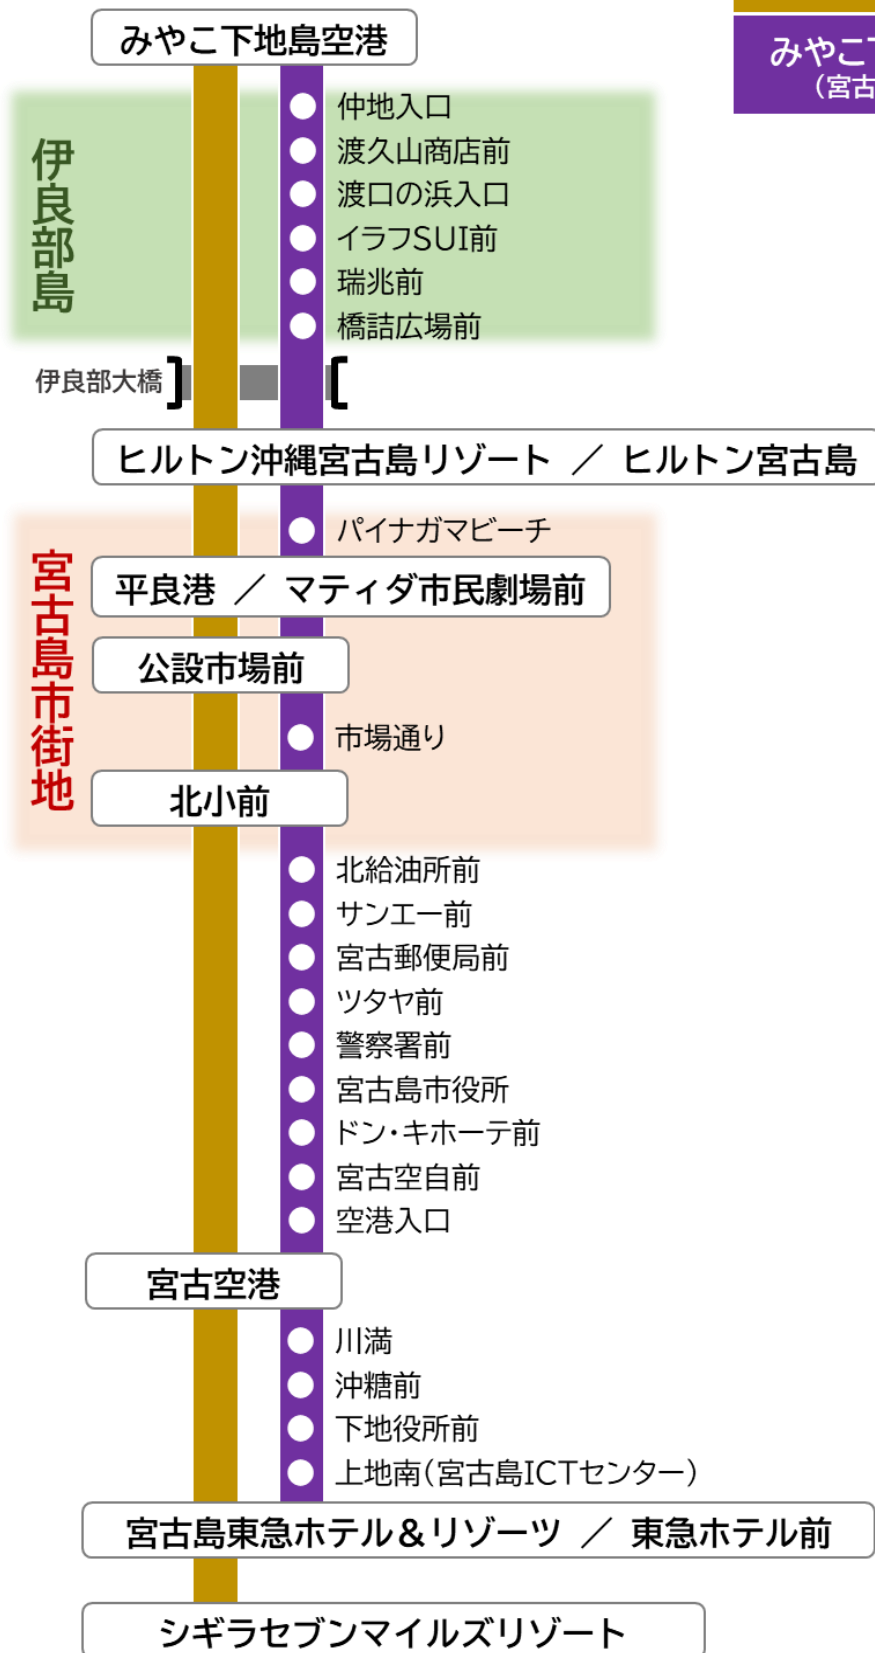 みやこ下地島空港
みやこ
（宮古
仲地入口
渡久山商店前
渡口の浜入口
イラフSUI前
瑞兆前
橋詰広場前
伊良部島
伊良部大橋
ヒルトン沖縄宮古島リゾート ／ ヒルトン宮古島
パイナガマビーチ
平良港 ／ マティダ市民劇場前
公設市場前
市場通り
北小前
宮古島市街地
北給油所前
サンエー前
宮古郵便局前
ツタヤ前
警察署前
宮古島市役所
ドン・キホーテ前
宮古空自前
空港入口
宮古空港
川満
沖糖前
下地役所前
上地南（宮古島ICTセンター）
宮古島東急ホテル＆リゾーツ ／ 東急ホテル前
シギラセブンマイルズリゾート